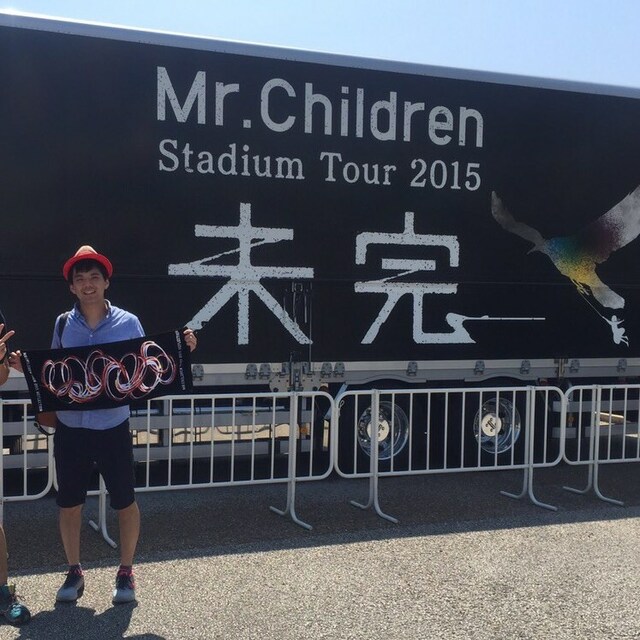 Mr.Children
Stadium Tour 2015
未完